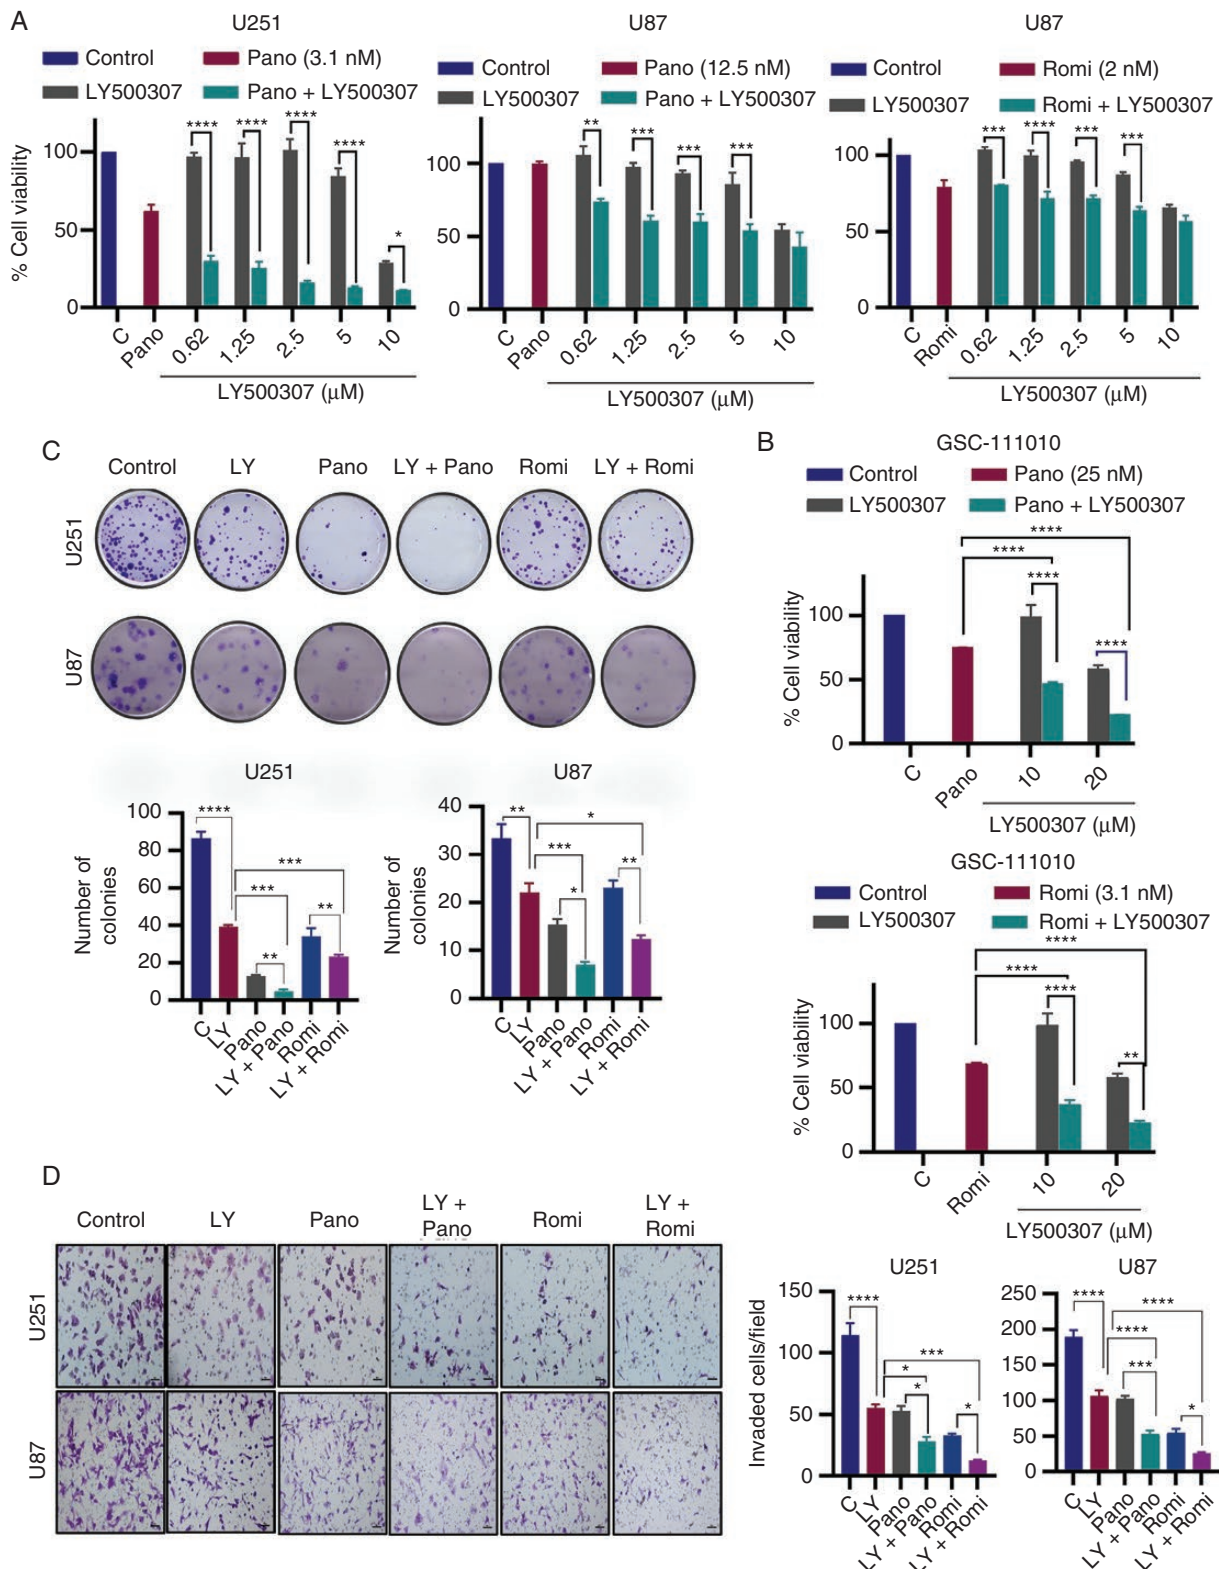 A
U251
Control
Pano (3.1 nM)
LY500307
Pano + LY500307
% Cell viability
100
50
0
**** **** **** **** *
C Pano 0.62 1.25 2.5 5 10
LY500307 (μM)
U87
Control
Pano (12.5 nM)
LY500307
Pano + LY500307
100
50
0
** *** *** ***
C Pano 0.62 1.25 2.5 5 10
LY500307 (μM)
U87
Control
Romi (2 nM)
LY500307
Romi + LY500307
100
50
0
*** **** *** ***
C Romi 0.62 1.25 2.5 5 10
LY500307 (μM)
B
GSC-111010
Control
Pano (25 nM)
LY500307
Pano + LY500307
% Cell viability
100
50
0
****
****
****
****
C Pano 10 20
LY500307 (μM)
GSC-111010
Control
Romi (3.1 nM)
LY500307
Romi + LY500307
% Cell viability
100
50
0
****
****
****
**
C Romi 10 20
LY500307 (μM)
C
Control LY Pano LY + Pano Romi LY + Romi
U251
U87
U251
Number of
colonies
100
80
60
40
20
0
****
***
***
**
**
C LY Pano LY + Pano Romi LY + Romi
U87
Number of
colonies
40
30
20
10
0
**
*
***
**
*
C LY Pano LY + Pano Romi LY + Romi
D
Control LY Pano LY + Pano Romi LY + Romi
U251
U87
U251
Invaded cells/field
150
100
50
0
****
***
*
*
*
C LY Pano LY + Pano Romi LY + Romi
U87
250
200
150
100
50
0
****
****
****
***
*
C LY Pano LY + Pano Romi LY + Romi